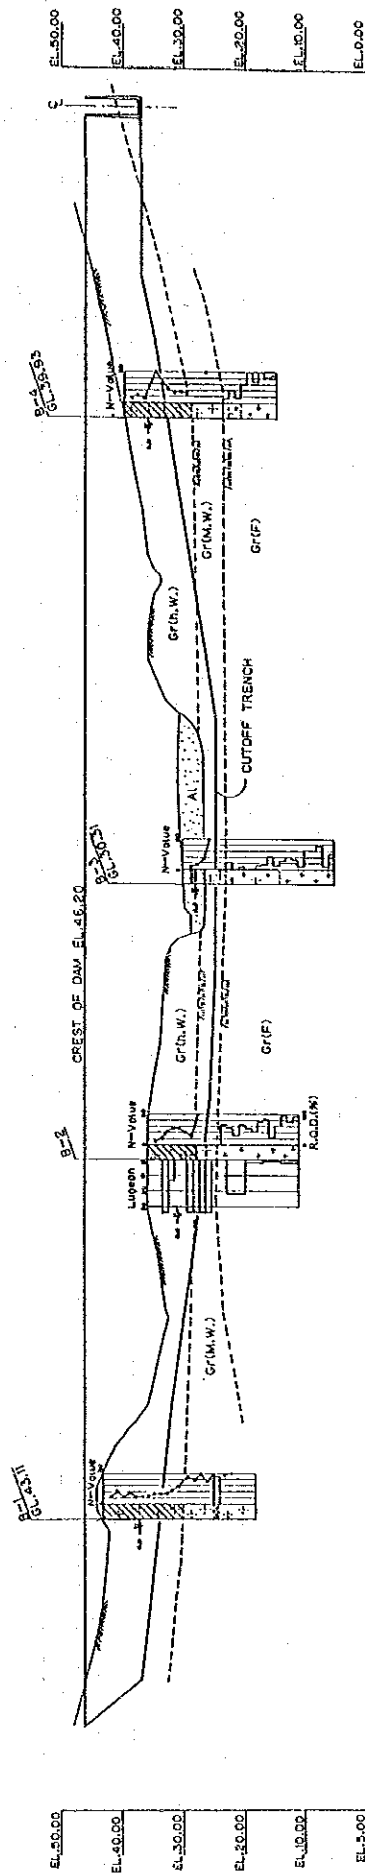 EL.50.00
EL.40.00
EL.30.00
EL.20.00
EL.10.00
EL.5.00
B-1
GL.43.11
N-Value
B-2
Lugeon
N-Value
R.Q.D.(%)
CREST OF DAM EL.46.20
N-Value
B-4
GL.39.93
N-Value
Gr(h.W.)
Al
Gr(h.W.)
Gr(M.W.)
Gr(M.W.)
Gr(F)
Gr(F)
CUTOFF TRENCH
EL.50.00
EL.40.00
EL.30.00
EL.20.00
EL.10.00
EL.0.00